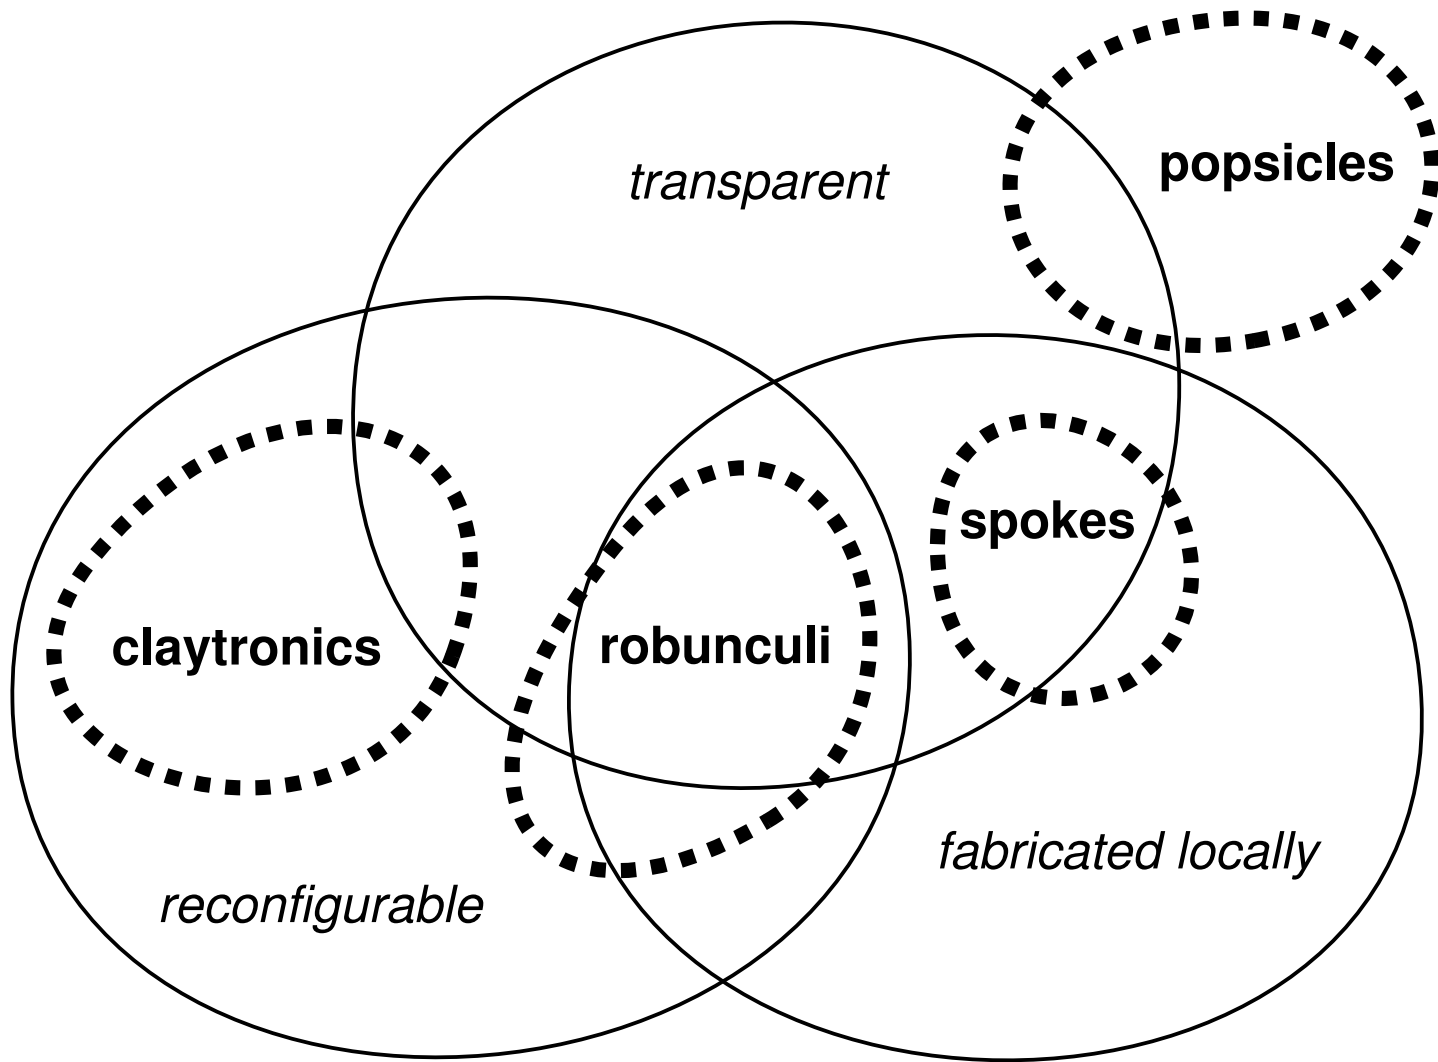 popsicles
transparent
spokes
claytronics
robunculi
fabricated locally
reconfigurable